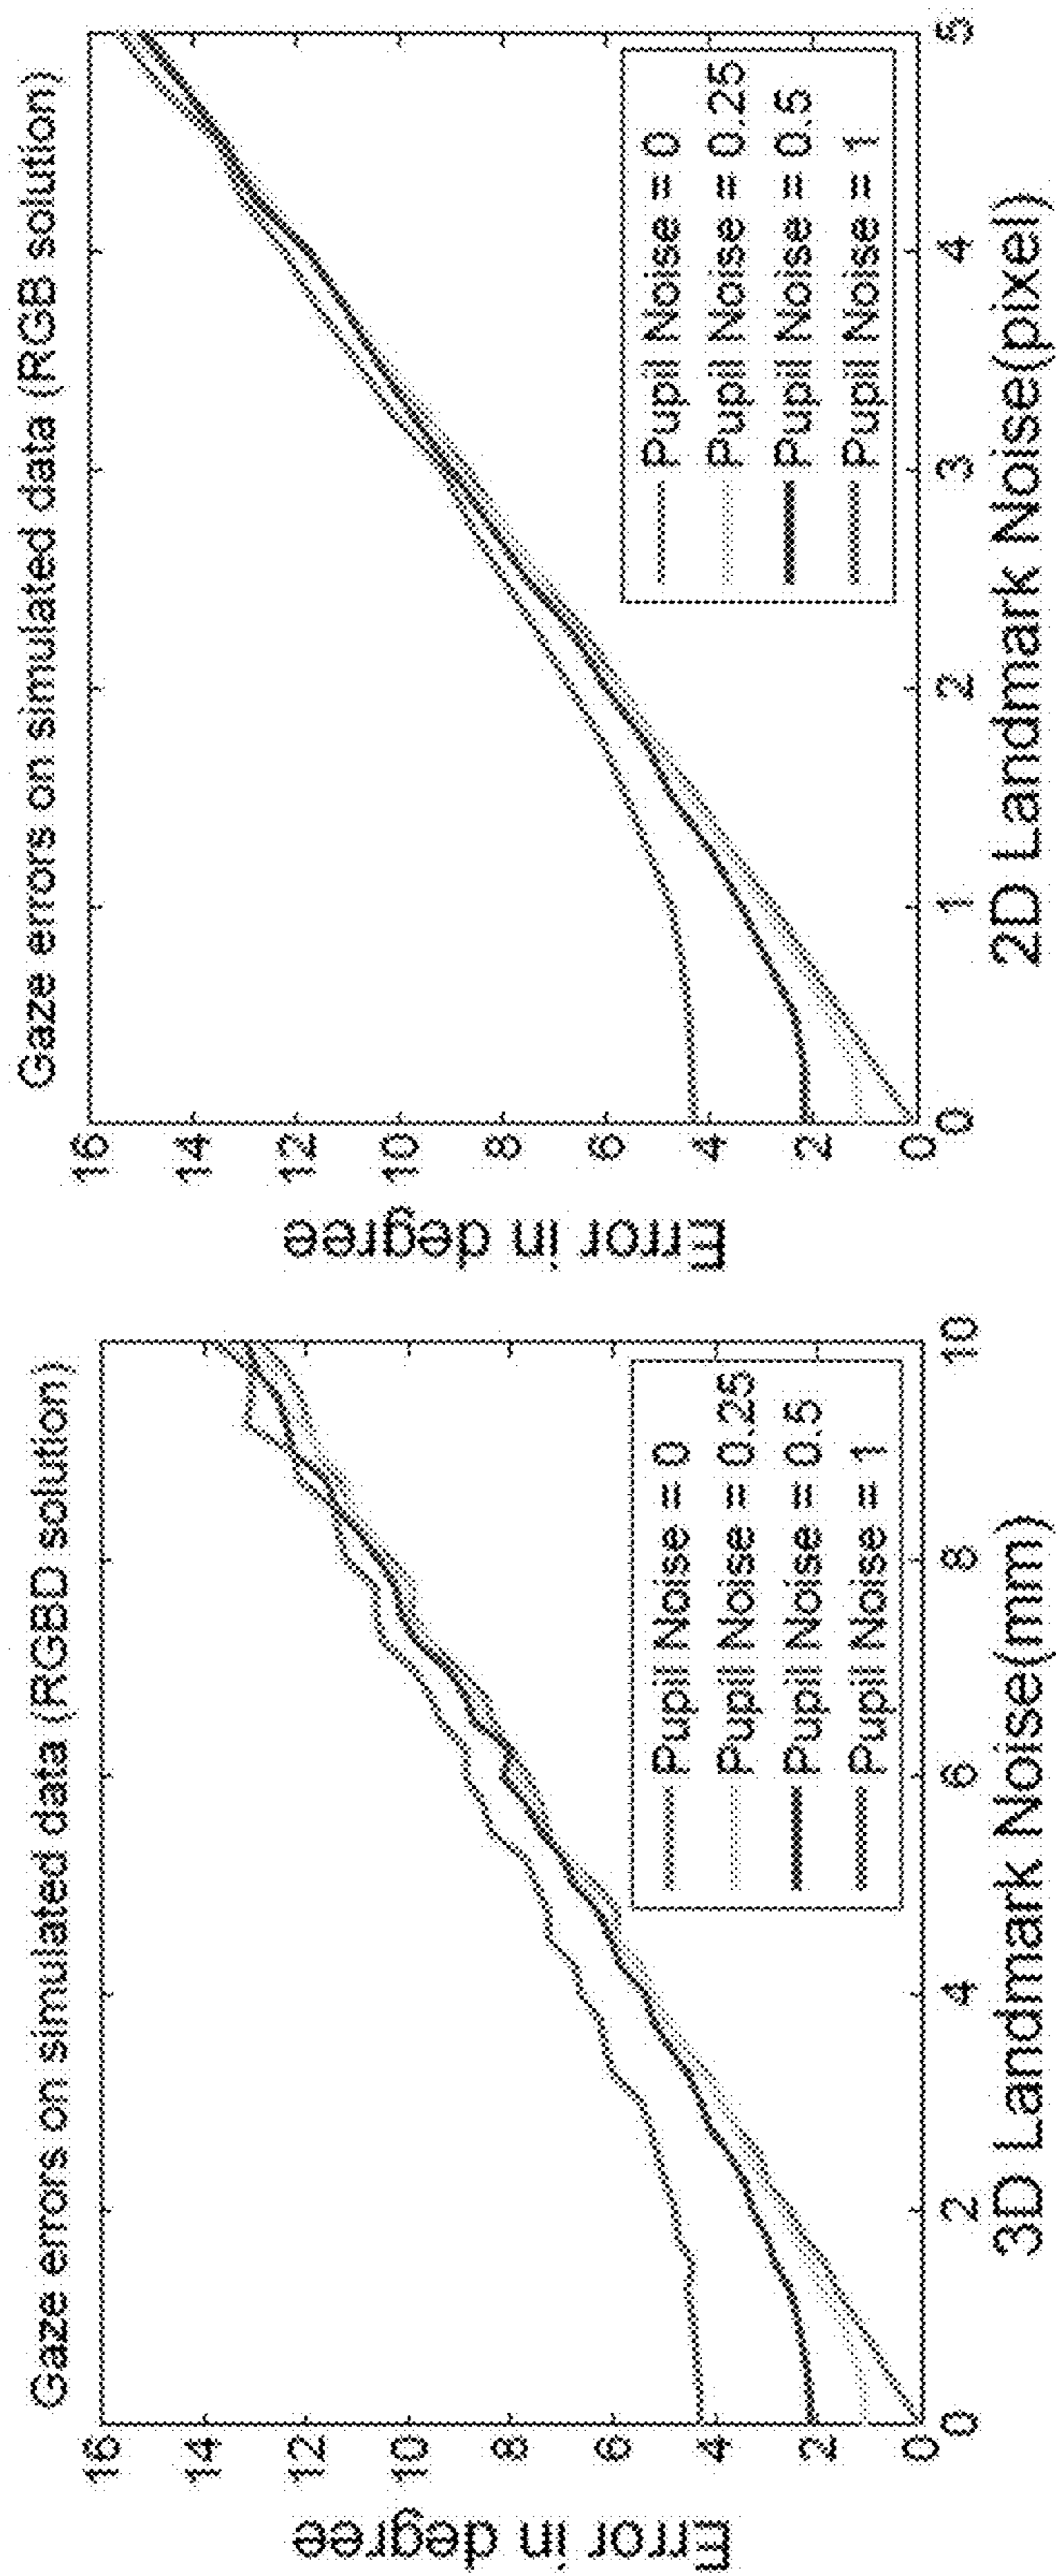 Gaze errors on simulated data (RGBD solution)
Error in degree
16
14
12
10
8
6
4
2
0
0
2
4
6
8
10
Pupil Noise = 0
Pupil Noise = 0.25
Pupil Noise = 0.5
Pupil Noise = 1
3D Landmark Noise(mm)
Gaze errors on simulated data (RGB solution)
Error in degree
16
14
12
10
8
6
4
2
0
0
1
2
3
4
5
Pupil Noise = 0
Pupil Noise = 0.25
Pupil Noise = 0.5
Pupil Noise = 1
2D Landmark Noise(pixel)